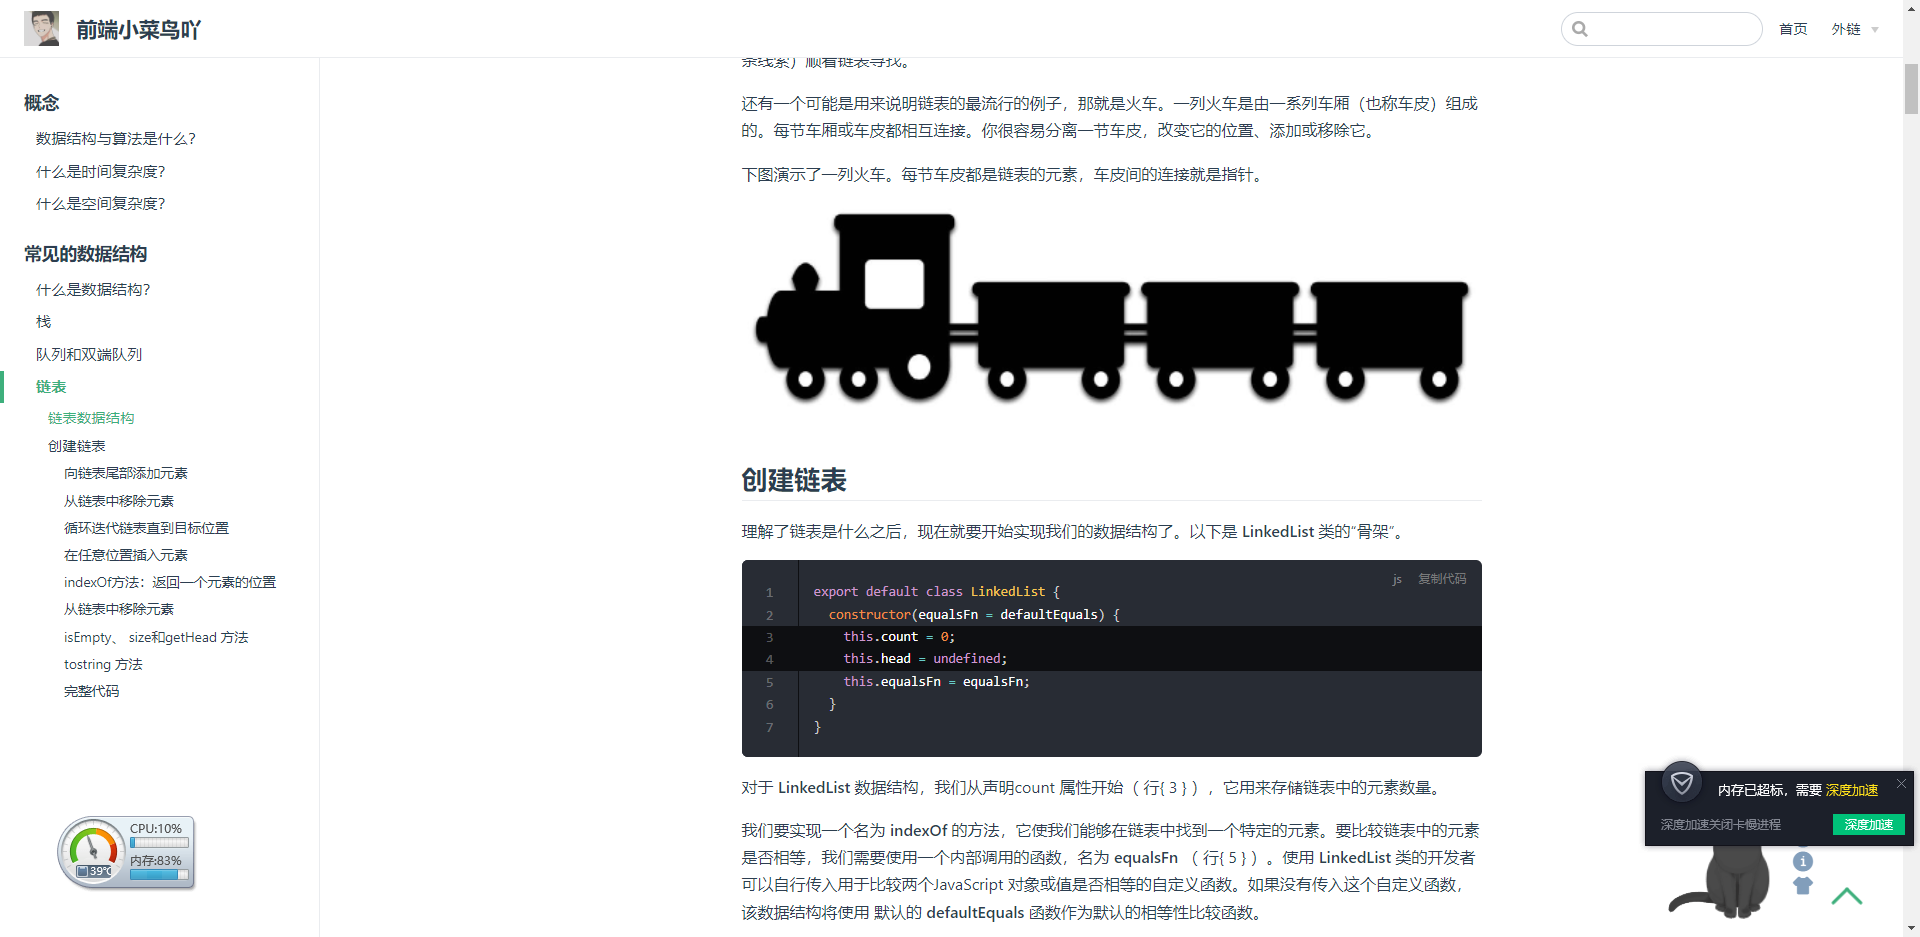 前端小菜鸟吖
首页
外链
概念
数据结构与算法是什么？
什么是时间复杂度？
什么是空间复杂度？
常见的数据结构
什么是数据结构？
栈
队列和双端队列
链表
链表数据结构
创建链表
向链表尾部添加元素
从链表中移除元素
循环迭代链表直到目标位置
在任意位置插入元素
indexOf方法：返回一个元素的位置
从链表中移除元素
isEmpty、 size和getHead 方法
tostring 方法
完整代码
条线索）顺着链表寻找。
还有一个可能是用来说明链表的最流行的例子，那就是火车。一列火车是由一系列车厢（也称车皮）组成
的。每节车厢或车皮都相互连接。你很容易分离一节车皮，改变它的位置、添加或移除它。
下图演示了一列火车。每节车皮都是链表的元素，车皮间的连接就是指针。
创建链表
理解了链表是什么之后，现在就要开始实现我们的数据结构了。以下是 LinkedList 类的“骨架”。
js 复制代码
1 export default class LinkedList {
2 constructor(equalsFn = defaultEquals) {
3 this.count = 0;
4 this.head = undefined;
5 this.equalsFn = equalsFn;
6 }
7 }
对于 LinkedList 数据结构，我们从声明count 属性开始（ 行{ 3 } ），它用来存储链表中的元素数量。
我们要实现一个名为 indexOf 的方法，它使我们能够在链表中找到一个特定的元素。要比较链表中的元素
是否相等，我们需要使用一个内部调用的函数，名为 equalsFn （ 行{ 5 } ）。使用 LinkedList 类的开发者
可以自行传入用于比较两个JavaScript 对象或值是否相等的自定义函数。如果没有传入这个自定义函数，
该数据结构将使用 默认的 defaultEquals 函数作为默认的相等性比较函数。
CPU:10%
内存:83%
39℃
内存已超标，需要 深度加速
深度加速关闭卡慢进程
深度加速